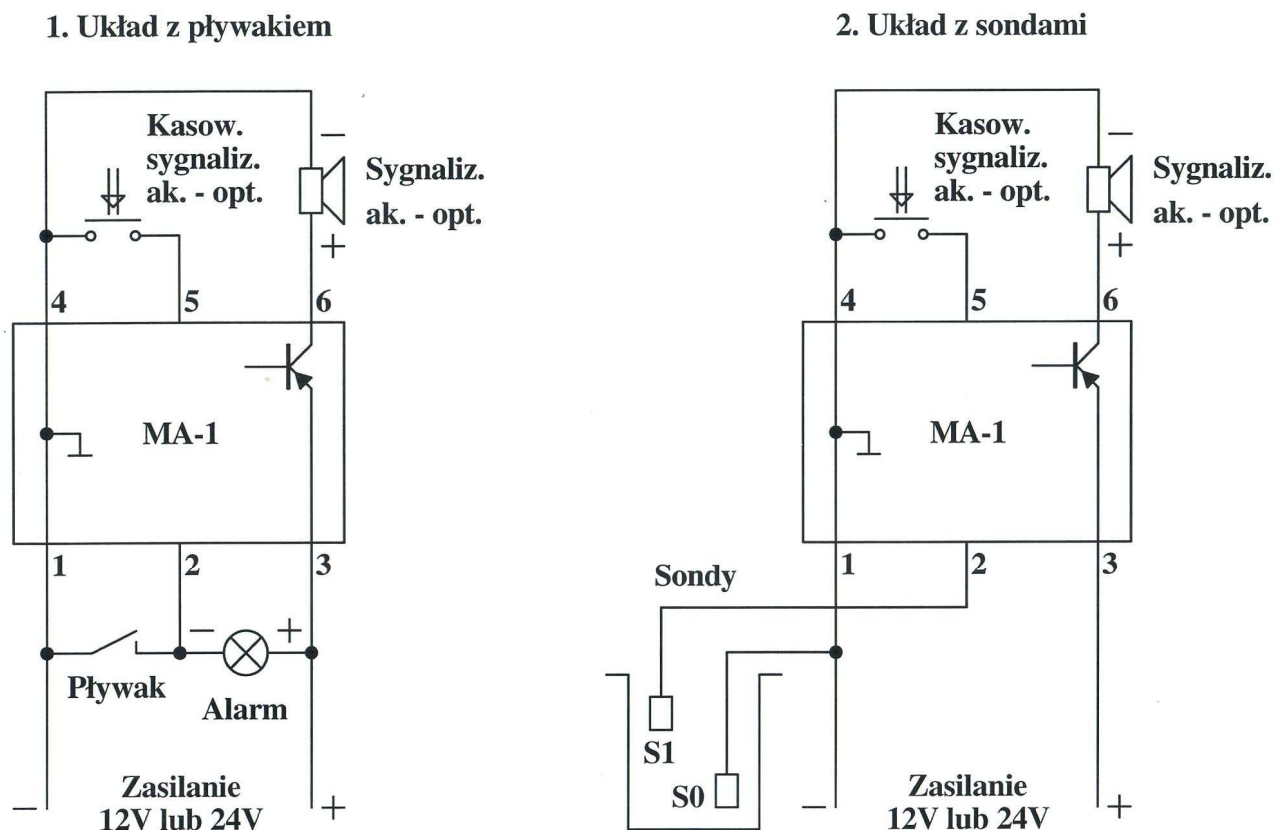 1. Układ z pływakiem
Kasow.
sygnaliz.
ak. - opt.
−
Sygnaliz.
ak. - opt.
+
4
5
6
MA-1
1
2
3
− +
Pływak
Alarm
Zasilanie
− 12V lub 24V +
2. Układ z sondami
Kasow.
sygnaliz.
ak. - opt.
−
Sygnaliz.
ak. - opt.
+
4
5
6
MA-1
1
2
3
Sondy
S1
S0
Zasilanie
− 12V lub 24V +